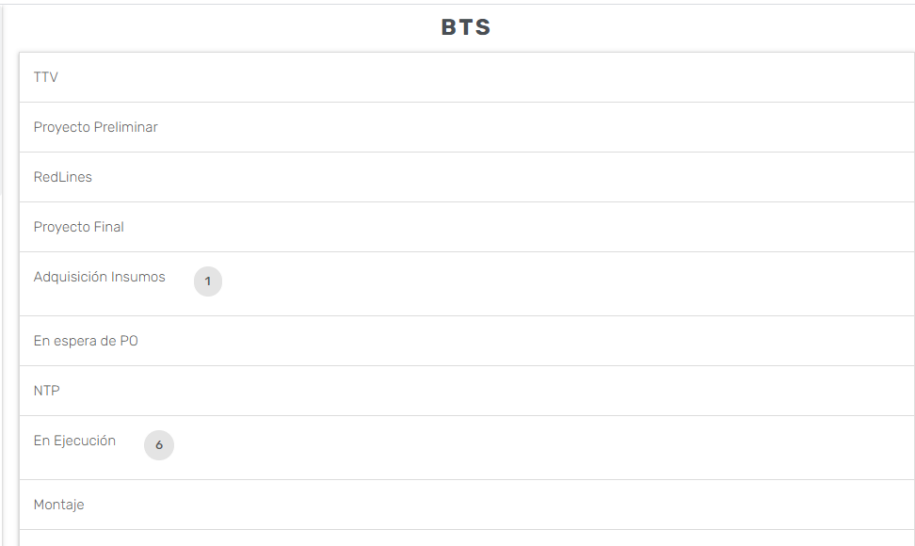 BTS
TTV
Proyecto Preliminar
RedLines
Proyecto Final
Adquisición Insumos 1
En espera de PO
NTP
En Ejecución 6
Montaje